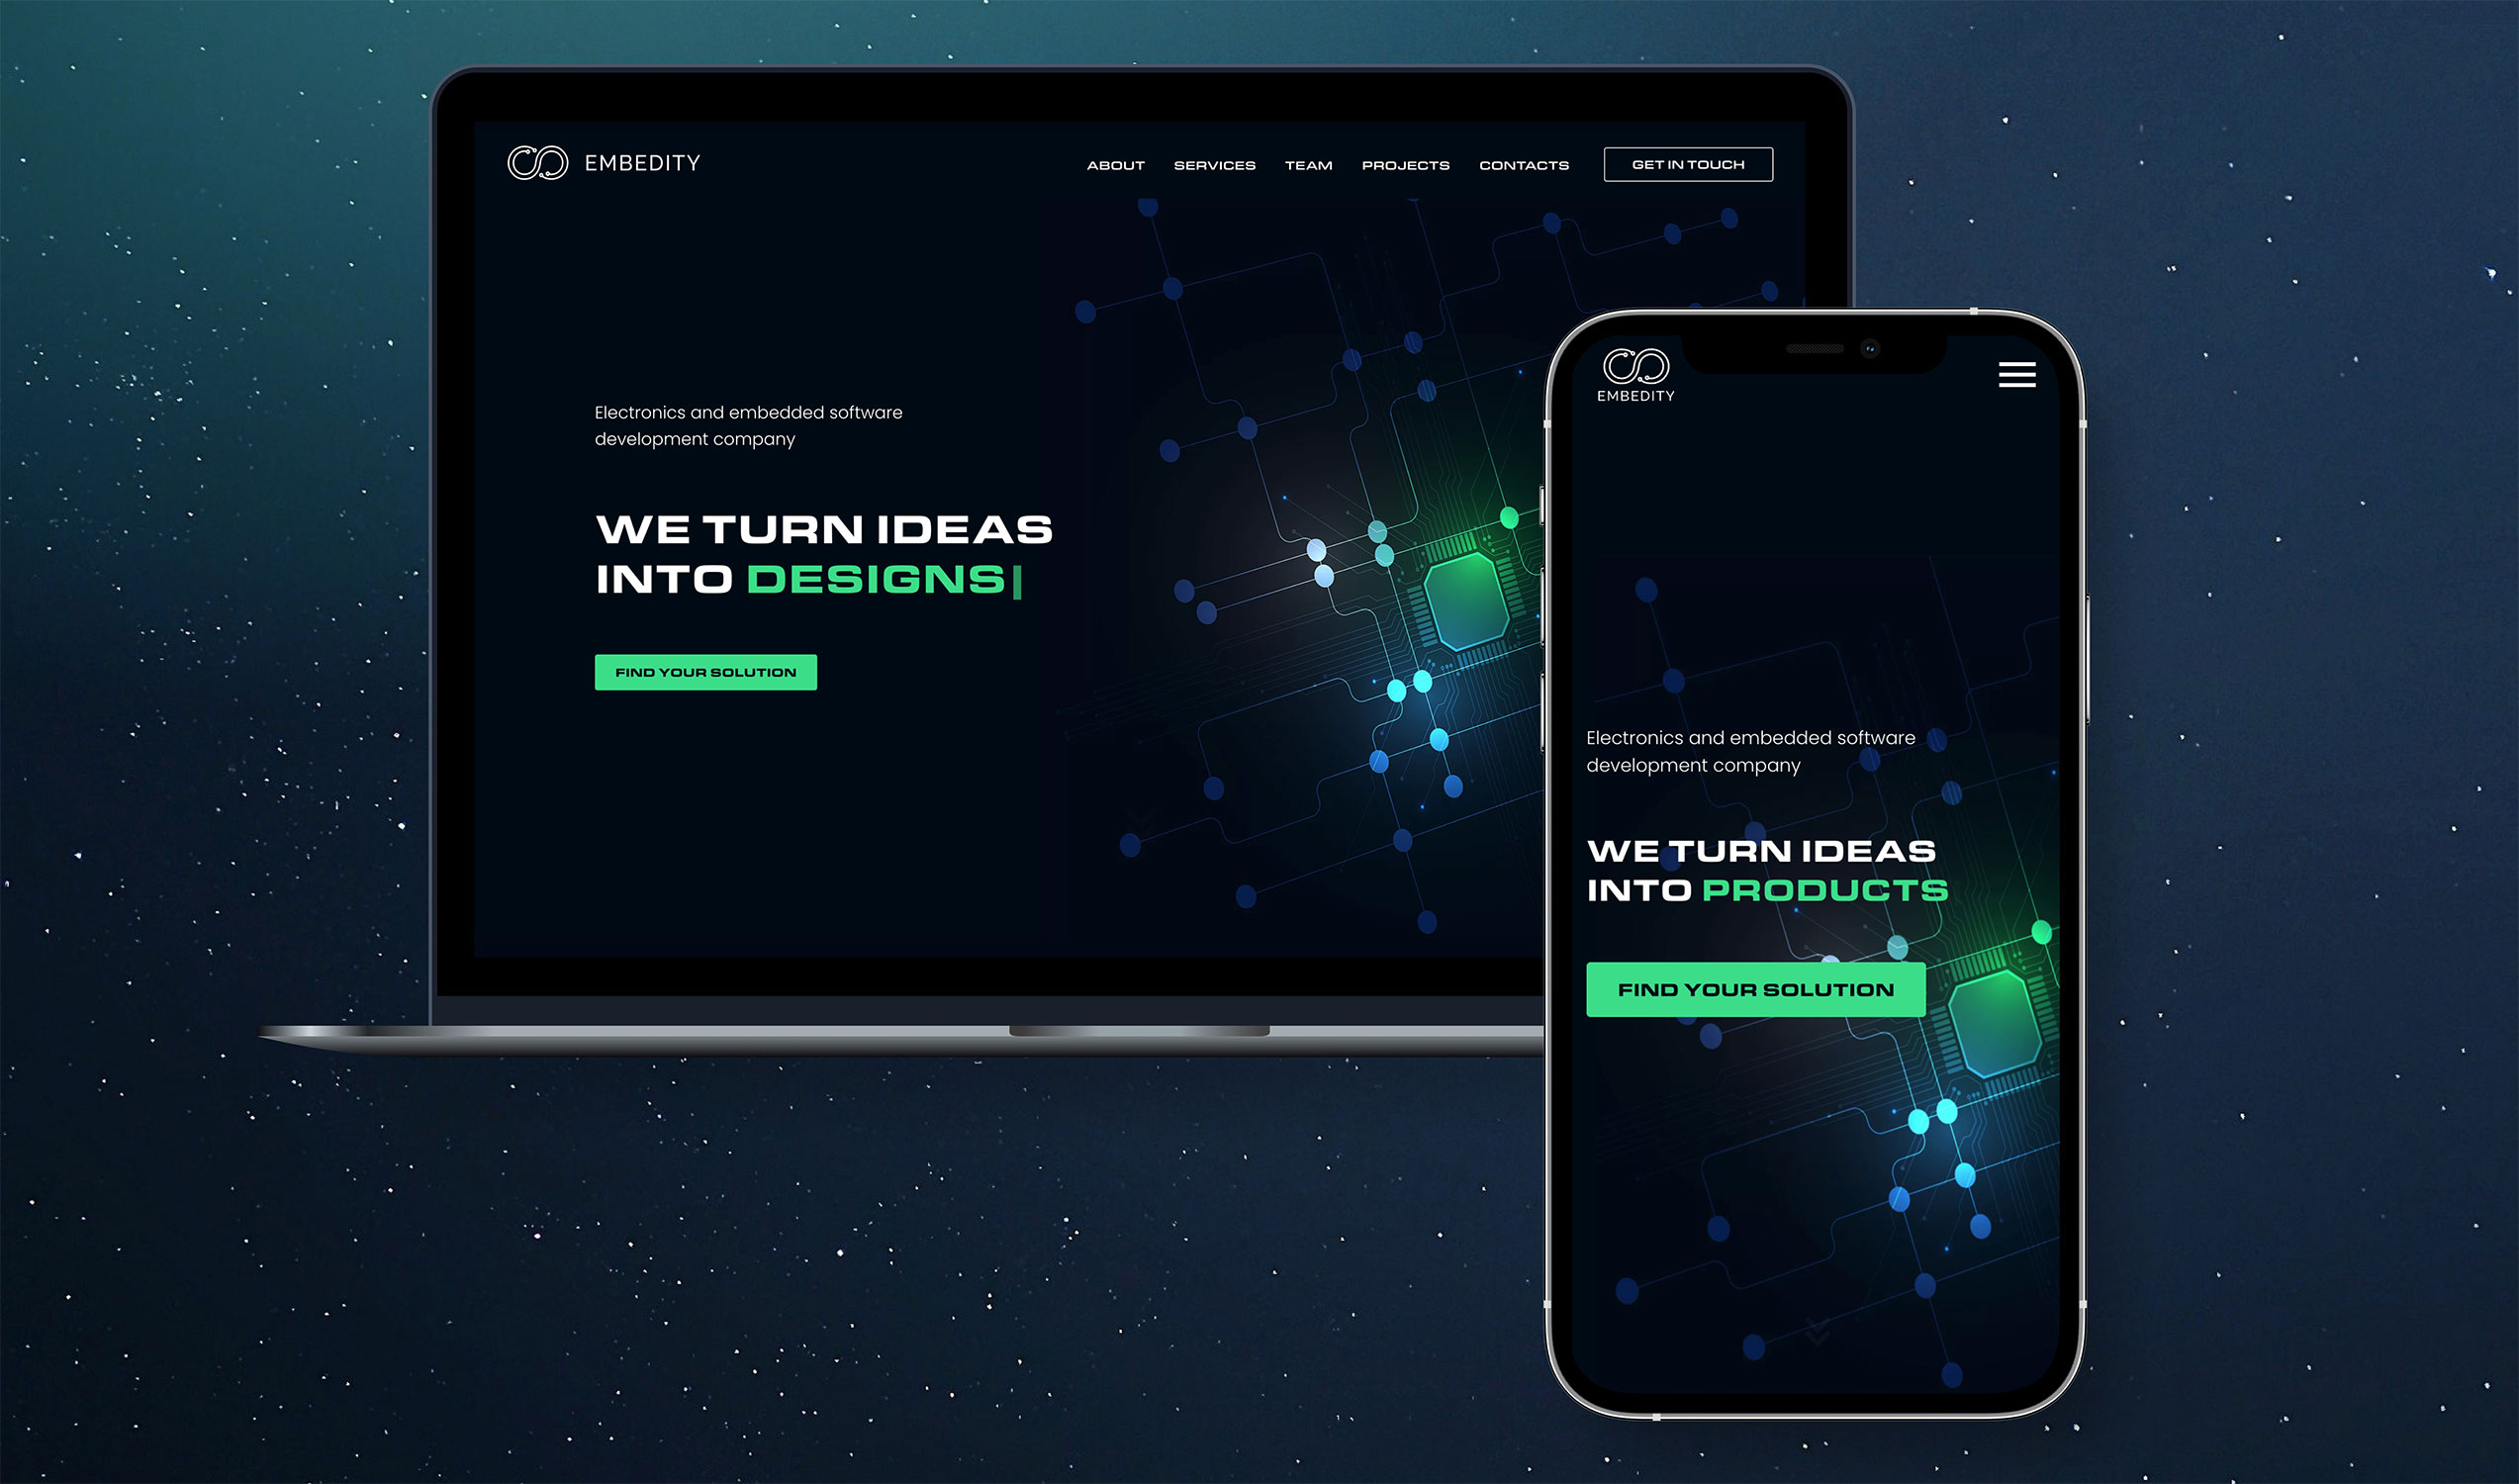 EMBEDITY
ABOUT SERVICES TEAM PROJECTS CONTACTS GET IN TOUCH
Electronics and embedded software
development company
WE TURN IDEAS
INTO DESIGNS
FIND YOUR SOLUTION
EMBEDITY
Electronics and embedded software
development company
WE TURN IDEAS
INTO PRODUCTS
FIND YOUR SOLUTION